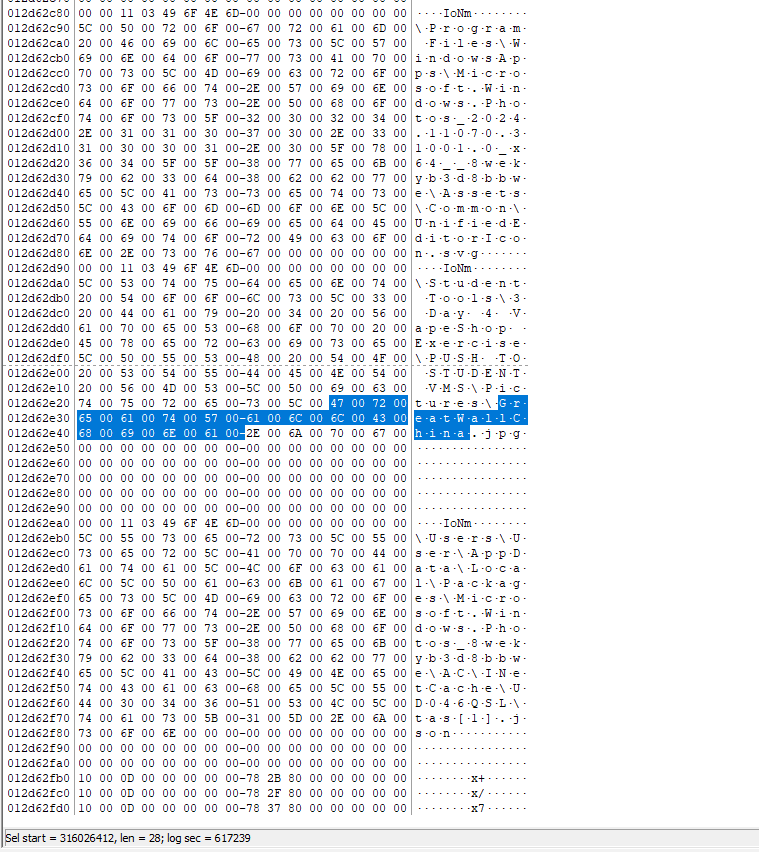 012d62c80 00 00 11 03 49 6F 4E 6D-00 00 00 00 00 00 00 00 ····IoNm········
012d62c90 5C 00 50 00 72 00 6F 00-67 00 72 00 61 00 6D 00 \·P·r·o·g·r·a·m·
012d62ca0 20 00 46 00 69 00 6C 00-65 00 73 00 5C 00 57 00  ·F·i·l·e·s·\·W·
012d62cb0 69 00 6E 00 64 00 6F 00-77 00 73 00 41 00 70 00 i·n·d·o·w·s·A·p·
012d62cc0 70 00 73 00 5C 00 4D 00-69 00 63 00 72 00 6F 00 p·s·\·M·i·c·r·o·
012d62cd0 73 00 6F 00 66 00 74 00-2E 00 57 00 69 00 6E 00 s·o·f·t·.·W·i·n·
012d62ce0 64 00 6F 00 77 00 73 00-2E 00 50 00 68 00 6F 00 d·o·w·s·.·P·h·o·
012d62cf0 74 00 6F 00 73 00 5F 00-32 00 30 00 32 00 34 00 t·o·s·_·2·0·2·4·
012d62d00 2E 00 31 00 31 00 30 00-37 00 30 00 2E 00 33 00 .·1·1·0·7·0·.·3·
012d62d10 31 00 30 00 30 00 31 00-2E 00 30 00 5F 00 78 00 1·0·0·1·.·0·_·x·
012d62d20 36 00 34 00 5F 00 5F 00-38 00 77 00 65 00 6B 00 6·4·_·_·8·w·e·k·
012d62d30 79 00 62 00 33 00 64 00-38 00 62 00 62 00 77 00 y·b·3·d·8·b·b·w·
012d62d40 65 00 5C 00 41 00 73 00-73 00 65 00 74 00 73 00 e·\·A·s·s·e·t·s·
012d62d50 5C 00 43 00 6F 00 6D 00-6D 00 6F 00 6E 00 5C 00 \·C·o·m·m·o·n·\·
012d62d60 55 00 6E 00 69 00 66 00-69 00 65 00 64 00 45 00 U·n·i·f·i·e·d·E·
012d62d70 64 00 69 00 74 00 6F 00-72 00 49 00 63 00 6F 00 d·i·t·o·r·I·c·o·
012d62d80 6E 00 2E 00 73 00 76 00-67 00 00 00 00 00 00 00 n·.·s·v·g·······
012d62d90 00 00 11 03 49 6F 4E 6D-00 00 00 00 00 00 00 00 ····IoNm········
012d62da0 5C 00 53 00 74 00 75 00-64 00 65 00 6E 00 74 00 \·S·t·u·d·e·n·t·
012d62db0 20 00 54 00 6F 00 6F 00-6C 00 73 00 5C 00 33 00  ·T·o·o·l·s·\·3·
012d62dc0 20 00 44 00 61 00 79 00-20 00 34 00 20 00 56 00  ·D·a·y· ·4· ·V·
012d62dd0 61 00 70 00 65 00 53 00-68 00 6F 00 70 00 20 00 a·p·e·S·h·o·p· ·
012d62de0 45 00 78 00 65 00 72 00-63 00 69 00 73 00 65 00 E·x·e·r·c·i·s·e·
012d62df0 5C 00 50 00 55 00 53 00-48 00 20 00 54 00 4F 00 \·P·U·S·H· ·T·O·
012d62e00 20 00 53 00 54 00 55 00-44 00 45 00 4E 00 54 00  ·S·T·U·D·E·N·T·
012d62e10 20 00 56 00 4D 00 53 00-5C 00 50 00 69 00 63 00  ·V·M·S·\·P·i·c·
012d62e20 74 00 75 00 72 00 65 00-73 00 5C 00 47 00 72 00 t·u·r·e·s·\·G·r·
012d62e30 65 00 61 00 74 00 57 00-61 00 6C 00 6C 00 43 00 e·a·t·W·a·l·l·C·
012d62e40 68 00 69 00 6E 00 61 00-2E 00 6A 00 70 00 67 00 h·i·n·a·.·j·p·g·
012d62e50 00 00 00 00 00 00 00 00-00 00 00 00 00 00 00 00 ················
012d62e60 00 00 00 00 00 00 00 00-00 00 00 00 00 00 00 00 ················
012d62e70 00 00 00 00 00 00 00 00-00 00 00 00 00 00 00 00 ················
012d62e80 00 00 00 00 00 00 00 00-00 00 00 00 00 00 00 00 ················
012d62e90 00 00 00 00 00 00 00 00-00 00 00 00 00 00 00 00 ················
012d62ea0 00 00 11 03 49 6F 4E 6D-00 00 00 00 00 00 00 00 ····IoNm········
012d62eb0 5C 00 55 00 73 00 65 00-72 00 73 00 5C 00 55 00 \·U·s·e·r·s·\·U·
012d62ec0 73 00 65 00 72 00 5C 00-41 00 70 00 70 00 44 00 s·e·r·\·A·p·p·D·
012d62ed0 61 00 74 00 61 00 5C 00-4C 00 6F 00 63 00 61 00 a·t·a·\·L·o·c·a·
012d62ee0 6C 00 5C 00 50 00 61 00-63 00 6B 00 61 00 67 00 l·\·P·a·c·k·a·g·
012d62ef0 65 00 73 00 5C 00 4D 00-69 00 63 00 72 00 6F 00 e·s·\·M·i·c·r·o·
012d62f00 73 00 6F 00 66 00 74 00-2E 00 57 00 69 00 6E 00 s·o·f·t·.·W·i·n·
012d62f10 64 00 6F 00 77 00 73 00-2E 00 50 00 68 00 6F 00 d·o·w·s·.·P·h·o·
012d62f20 74 00 6F 00 73 00 5F 00-38 00 77 00 65 00 6B 00 t·o·s·_·8·w·e·k·
012d62f30 79 00 62 00 33 00 64 00-38 00 62 00 62 00 77 00 y·b·3·d·8·b·b·w·
012d62f40 65 00 5C 00 41 00 43 00-5C 00 49 00 4E 00 65 00 e·\·A·C·\·I·N·e·
012d62f50 74 00 43 00 61 00 63 00-68 00 65 00 5C 00 55 00 t·C·a·c·h·e·\·U·
012d62f60 44 00 30 00 34 00 36 00-51 00 53 00 4C 00 5C 00 D·0·4·6·Q·S·L·\·
012d62f70 74 00 61 00 73 00 5B 00-31 00 5D 00 2E 00 6A 00 t·a·s·[·1·]·.·j·
012d62f80 73 00 6F 00 6E 00 00 00-00 00 00 00 00 00 00 00 s·o·n···········
012d62f90 00 00 00 00 00 00 00 00-00 00 00 00 00 00 00 00 ················
012d62fa0 00 00 00 00 00 00 00 00-00 00 00 00 00 00 00 00 ················
012d62fb0 10 00 0D 00 00 00 00 00-78 2B 80 00 00 00 00 00 ········x+······
012d62fc0 10 00 0D 00 00 00 00 00-78 2F 80 00 00 00 00 00 ········x/······
012d62fd0 10 00 0D 00 00 00 00 00-78 37 80 00 00 00 00 00 ········x7······
Sel start = 316026412, len = 28; log sec = 617239